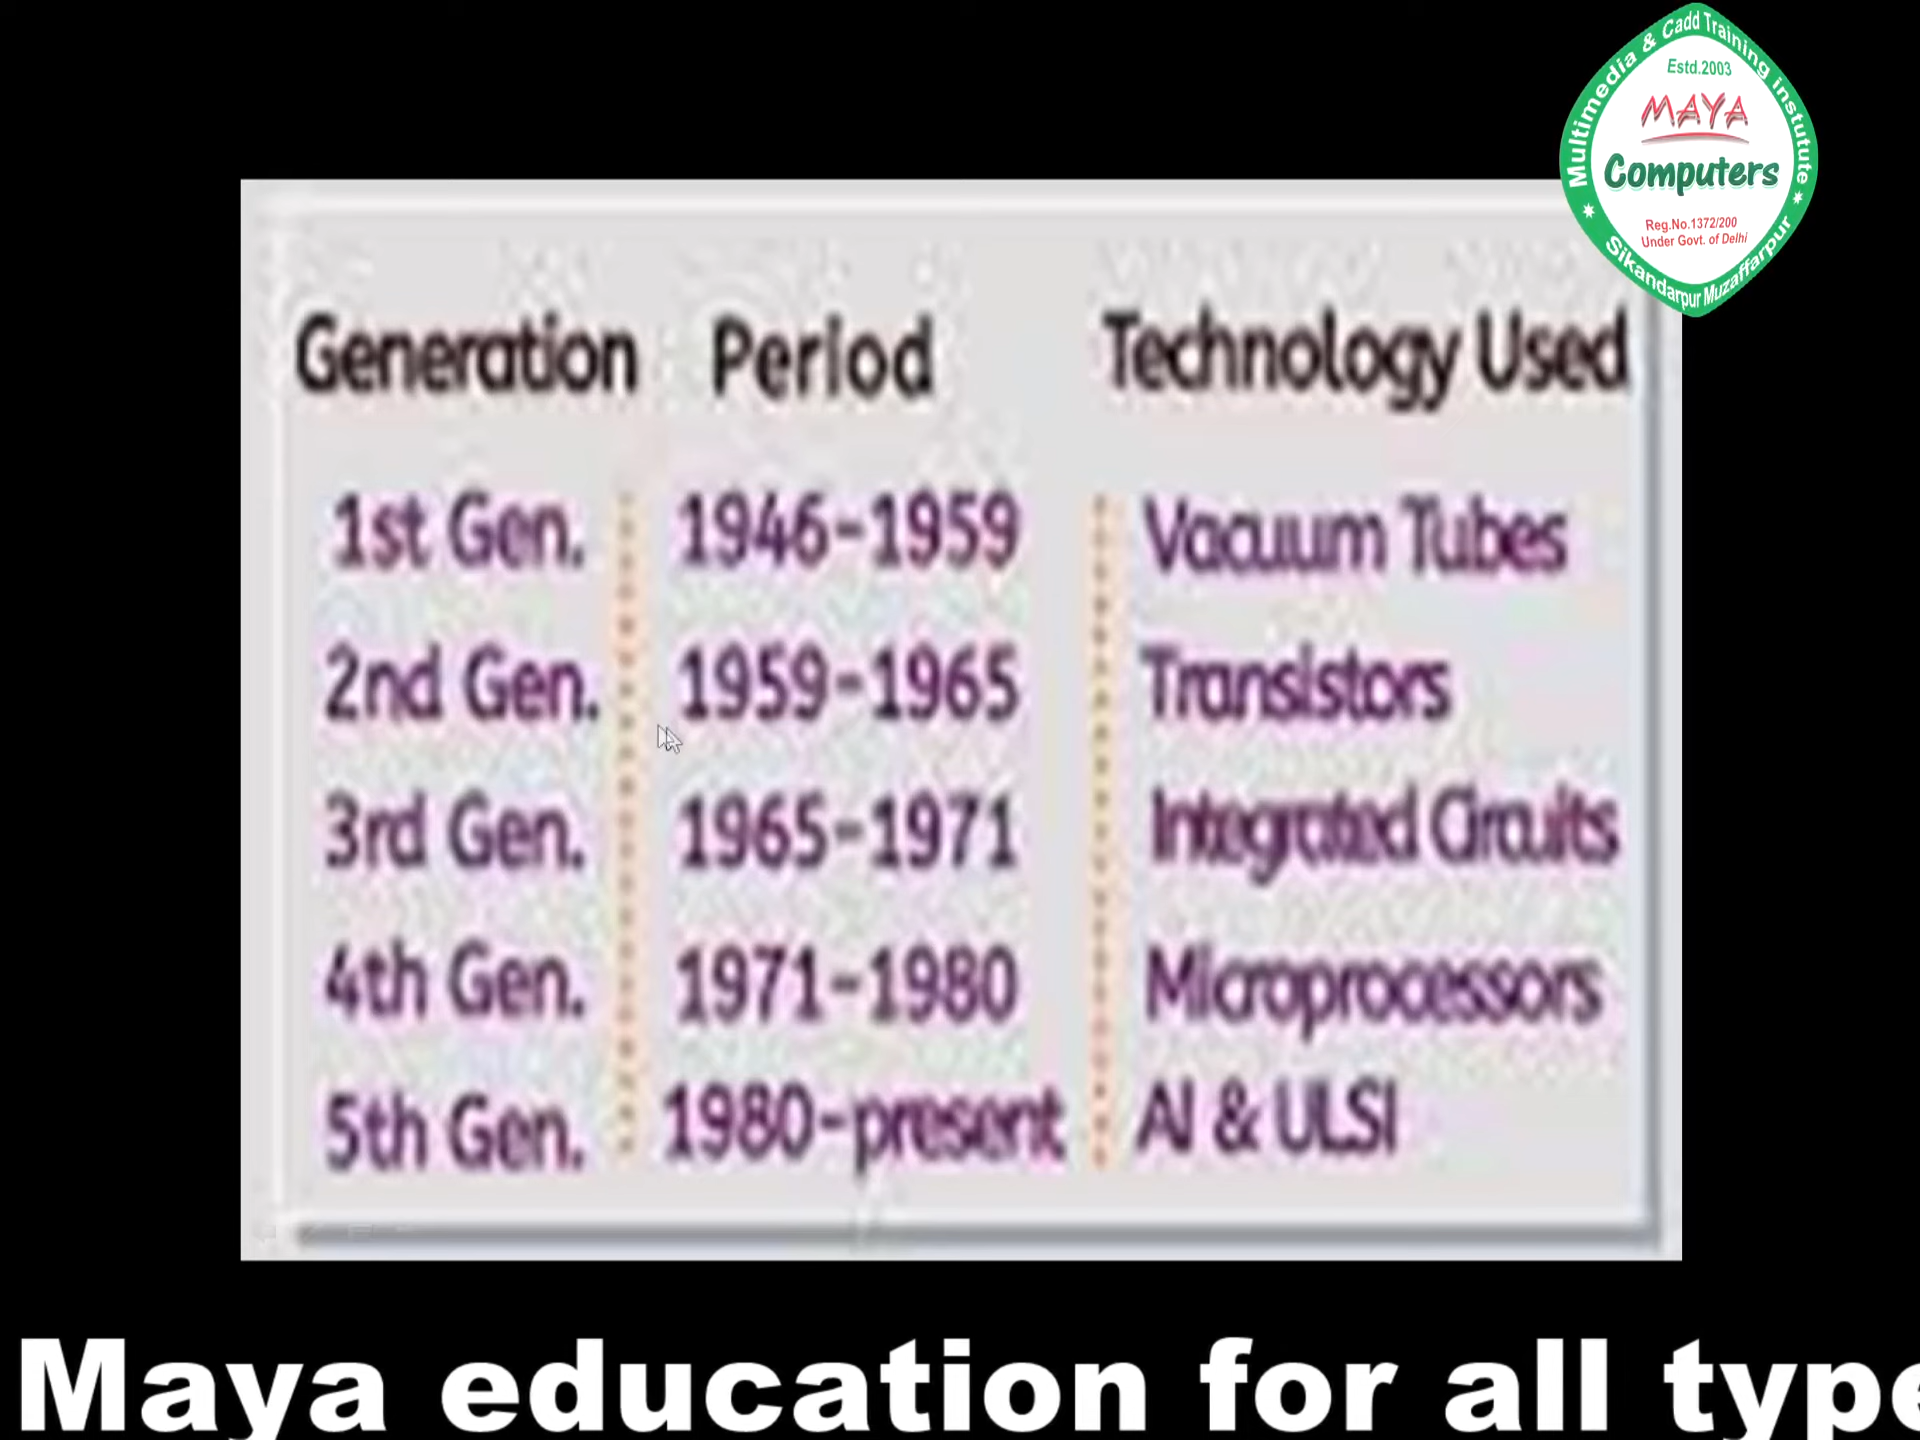 Multimedia & Cadd Training instutute
Estd.2003
MAYA
Computers
Reg.No.1372/200
Under Govt. of Delhi
Sikandarpur Muzaffarpur
Generation Period Technology Used
1st Gen. 1946-1959 Vacuum Tubes
2nd Gen. 1959-1965 Transistors
3rd Gen. 1965-1971 Integrated Circuits
4th Gen. 1971-1980 Microprocessors
5th Gen. 1980-present AI & ULSI
Maya education for all type